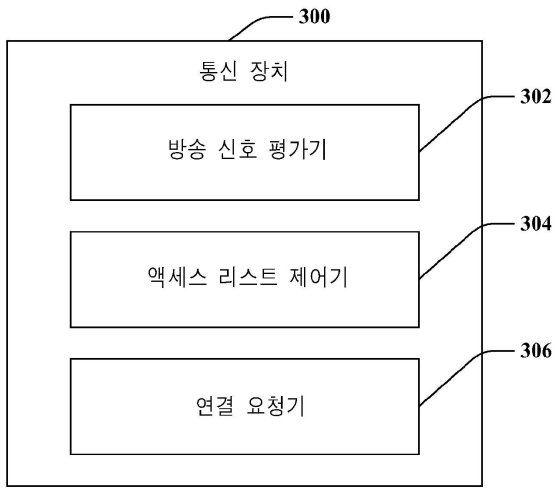 300
통신 장치
302
방송 신호 평가기
304
액세스 리스트 제어기
306
연결 요청기